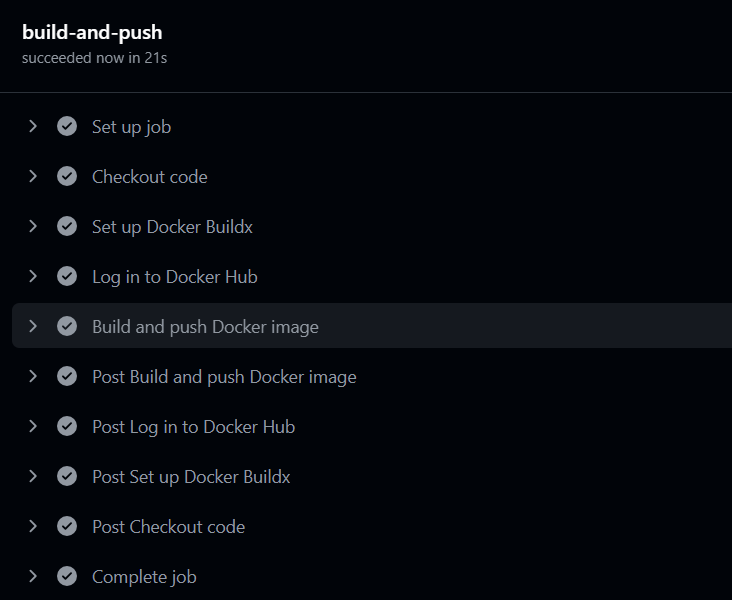 build-and-push
succeeded now in 21s
Set up job
Checkout code
Set up Docker Buildx
Log in to Docker Hub
Build and push Docker image
Post Build and push Docker image
Post Log in to Docker Hub
Post Set up Docker Buildx
Post Checkout code
Complete job